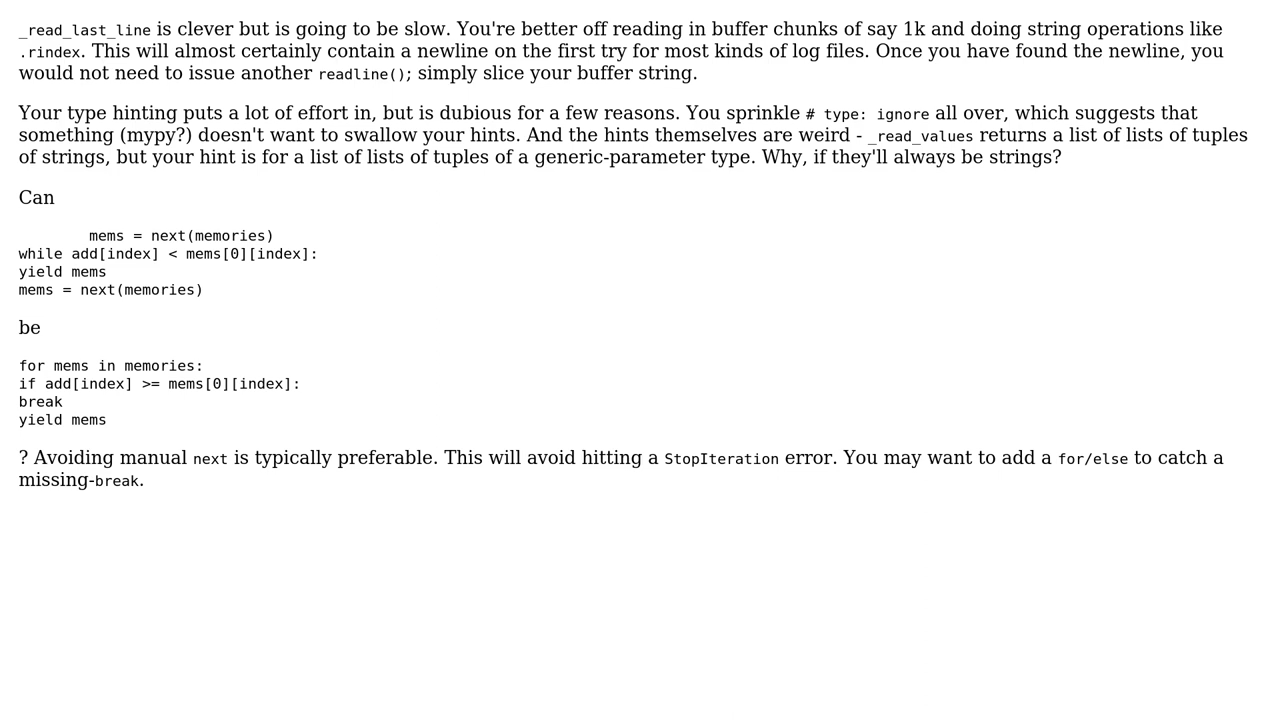 _read_last_line is clever but is going to be slow. You're better off reading in buffer chunks of say 1k and doing string operations like
.rindex. This will almost certainly contain a newline on the first try for most kinds of log files. Once you have found the newline, you
would not need to issue another readline(); simply slice your buffer string.
Your type hinting puts a lot of effort in, but is dubious for a few reasons. You sprinkle # type: ignore all over, which suggests that
something (mypy?) doesn't want to swallow your hints. And the hints themselves are weird - _read_values returns a list of lists of tuples
of strings, but your hint is for a list of lists of tuples of a generic-parameter type. Why, if they'll always be strings?
Can
        mems = next(memories)
while add[index] < mems[0][index]:
yield mems
mems = next(memories)
be
for mems in memories:
if add[index] >= mems[0][index]:
break
yield mems
? Avoiding manual next is typically preferable. This will avoid hitting a StopIteration error. You may want to add a for/else to catch a
missing-break.